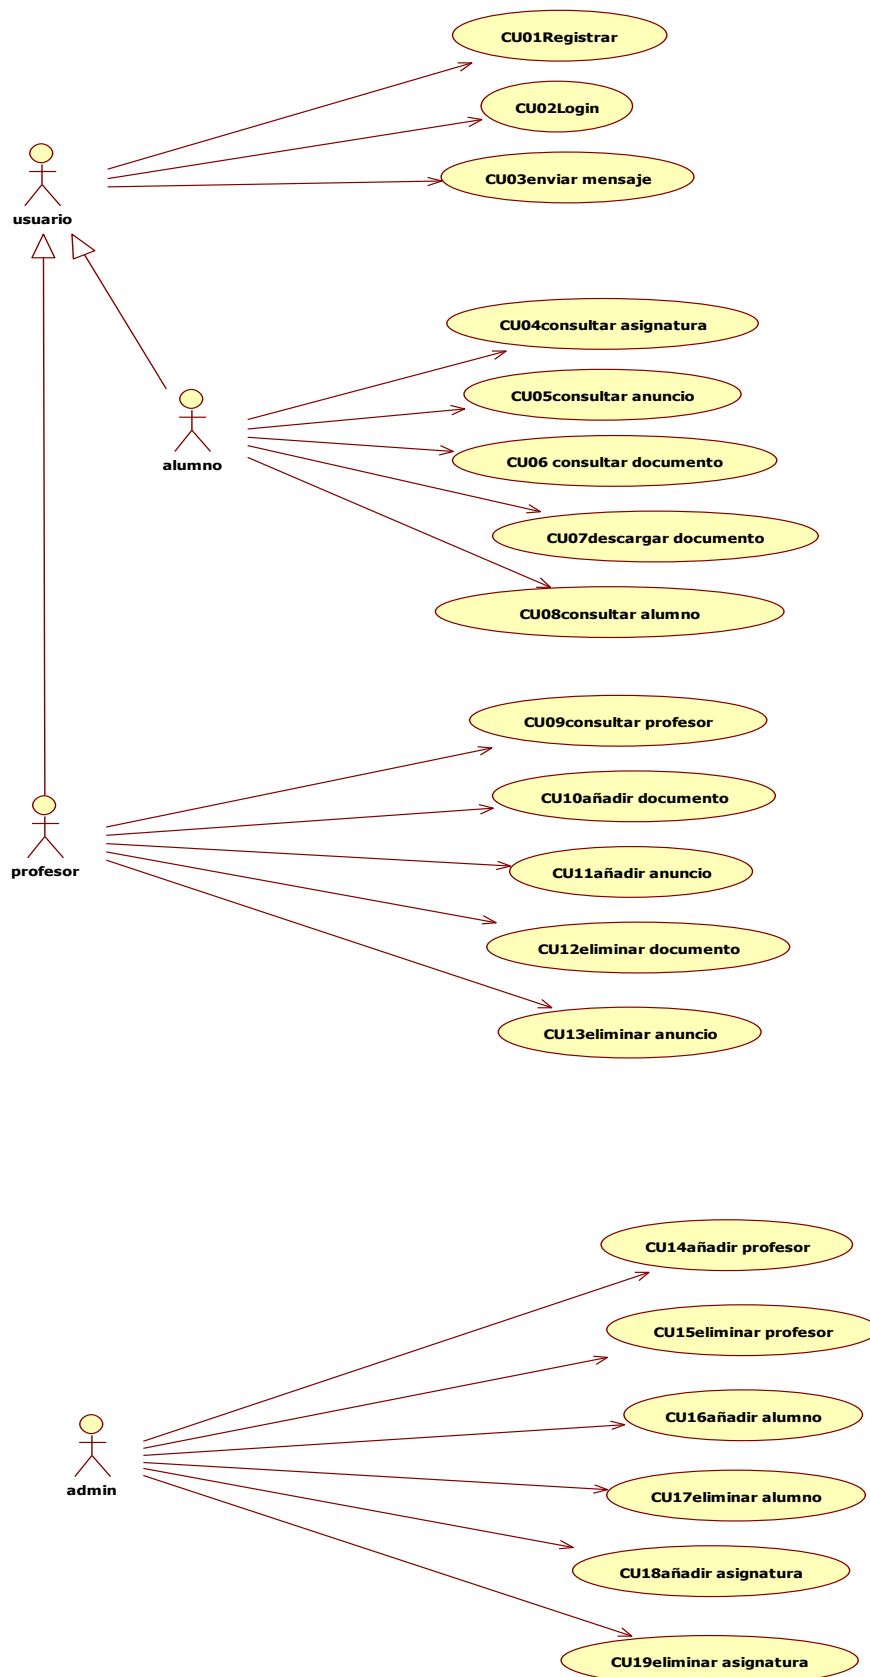 CU01Registrar
CU02Login
CU03enviar mensaje
usuario
CU04consultar asignatura
CU05consultar anuncio
CU06 consultar documento
alumno
CU07descargar documento
CU08consultar alumno
CU09consultar profesor
CU10añadir documento
profesor
CU11añadir anuncio
CU12eliminar documento
CU13eliminar anuncio
CU14añadir profesor
CU15eliminar profesor
CU16añadir alumno
admin
CU17eliminar alumno
CU18añadir asignatura
CU19eliminar asignatura